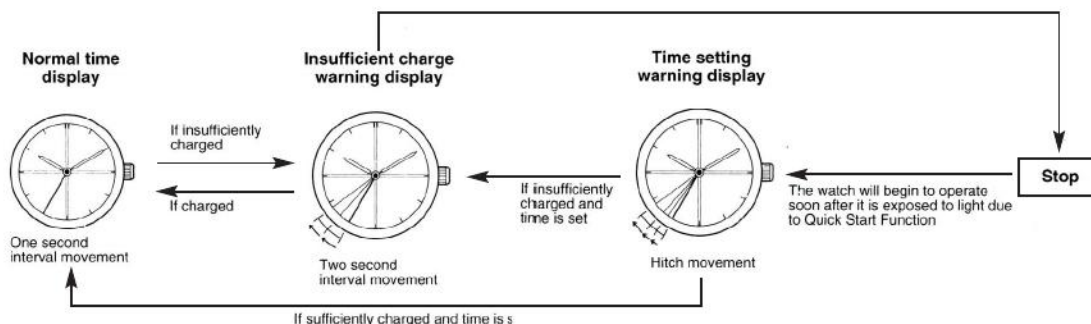 Normal time
display
Insufficient charge
warning display
Time setting
warning display
If insufficiently
charged
If charged
If insufficiently
charged and
time is set
Stop
The watch will begin to operate
soon after it is exposed to light due
to Quick Start Function
One second
interval movement
Two second
interval movement
Hitch movement
If sufficiently charged and time is s